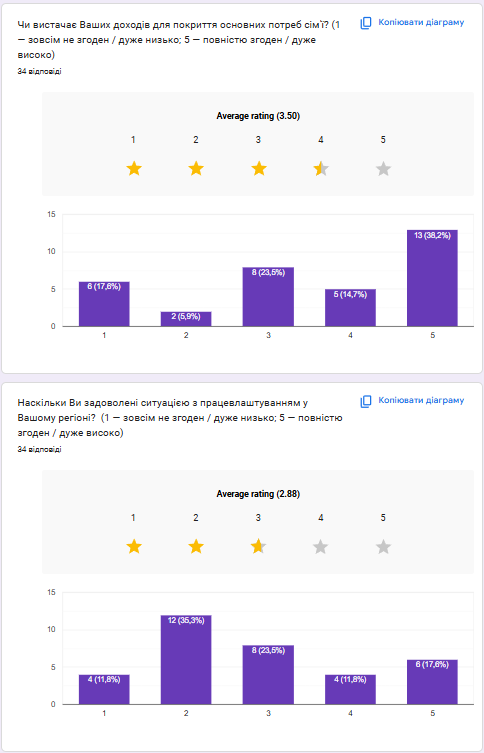 Чи вистачає Ваших доходів для покриття основних потреб сім'ї? (1
— зовсім не згоден / дуже низько; 5 — повністю згоден / дуже
високо)
Копіювати діаграму
34 відповіді
Average rating (3.50)
1 2 3 4 5
15
10
5
0
6 (17,6%) 2 (5,9%) 8 (23,5%) 5 (14,7%) 13 (38,2%)
1 2 3 4 5
Наскільки Ви задоволені ситуацією з працевлаштуванням у
Вашому регіоні? (1 — зовсім не згоден / дуже низько; 5 — повністю
згоден / дуже високо)
Копіювати діаграму
34 відповіді
Average rating (2.88)
1 2 3 4 5
15
10
5
0
4 (11,8%) 12 (35,3%) 8 (23,5%) 4 (11,8%) 6 (17,6%)
1 2 3 4 5